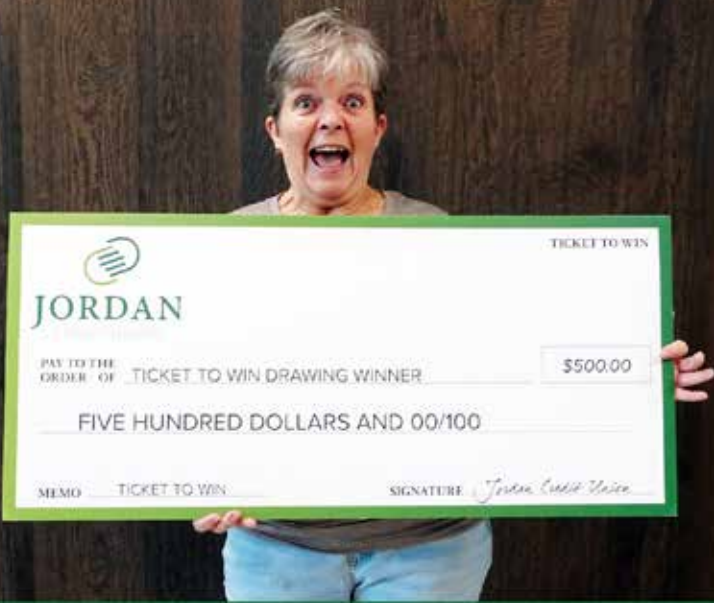 TICKET TO WIN
JORDAN
PAY TO THE
ORDER OF TICKET TO WIN DRAWING WINNER
$500.00
FIVE HUNDRED DOLLARS AND 00/100
MEMO TICKET TO WIN
SIGNATURE Jordan Credit Union